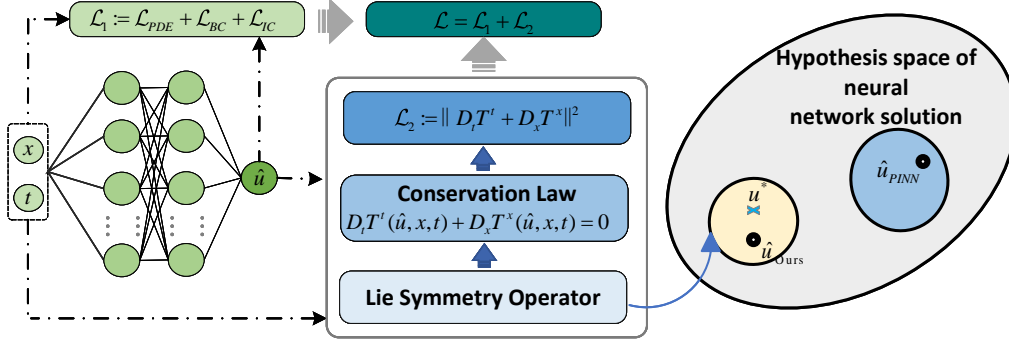 ℒ₁ := ℒ_PDE + ℒ_BC + ℒ_IC
ℒ = ℒ₁ + ℒ₂
x
t
û
ℒ₂ := || D_t T^t + D_x T^x ||²
Conservation Law
D_t T^t (û, x, t) + D_x T^x (û, x, t) = 0
Lie Symmetry Operator
Hypothesis space of
neural
network solution
û_PINN
u*
û_Ours